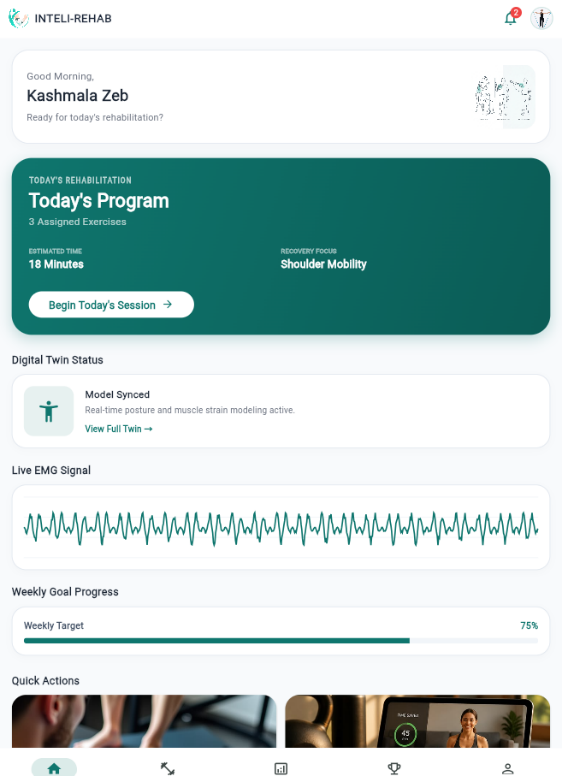 INTELI-REHAB
2
Good Morning,
Kashmala Zeb
Ready for today's rehabilitation?
TODAY'S REHABILITATION
Today's Program
3 Assigned Exercises
ESTIMATED TIME
18 Minutes
RECOVERY FOCUS
Shoulder Mobility
Begin Today's Session →
Digital Twin Status
Model Synced
Real-time posture and muscle strain modeling active.
View Full Twin →
Live EMG Signal
Weekly Goal Progress
Weekly Target
75%
Quick Actions
45